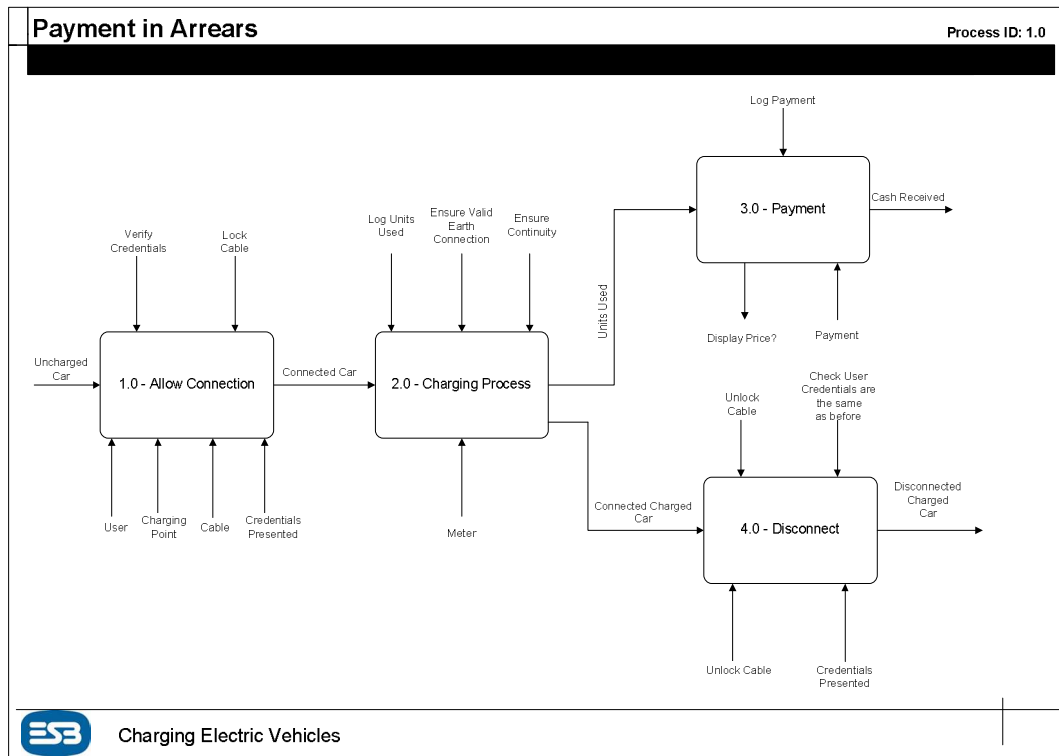 Payment in Arrears
Process ID: 1.0
Log Payment
3.0 - Payment
Cash Received
Log Units
Used
Ensure Valid
Earth
Connection
Ensure
Continuity
Verify
Credentials
Lock
Cable
Units Used
Display Price?
Payment
Uncharged
Car
1.0 - Allow Connection
Connected Car
2.0 - Charging Process
Unlock
Cable
Check User
Credentials are
the same
as before
User
Charging
Point
Cable
Credentials
Presented
Meter
Connected Charged
Car
4.0 - Disconnect
Disconnected
Charged
Car
Unlock Cable
Credentials
Presented
ESB
Charging Electric Vehicles